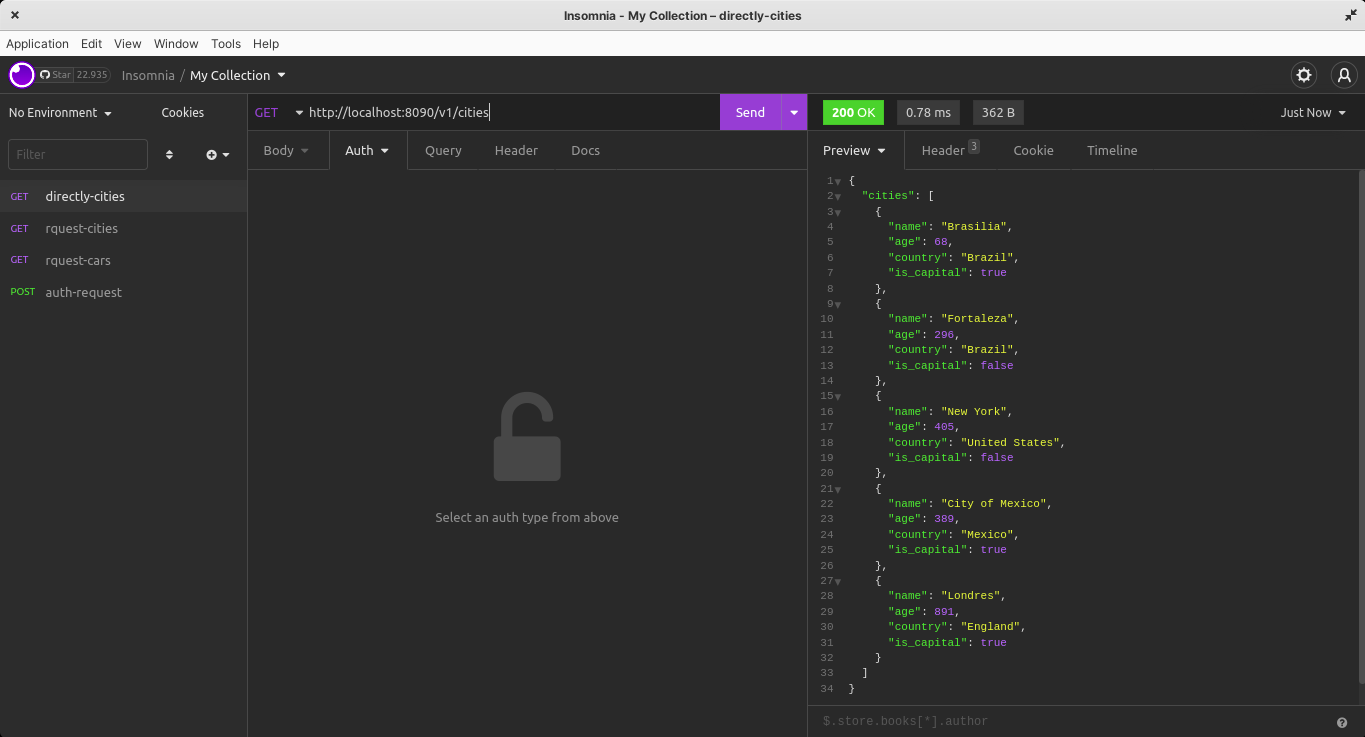 Insomnia - My Collection – directly-cities
Application Edit View Window Tools Help
Star 22.935 Insomnia / My Collection
No Environment Cookies
Filter
GET directly-cities
GET rquest-cities
GET rquest-cars
POST auth-request
GET http://localhost:8090/v1/cities Send
Body Auth Query Header Docs
Select an auth type from above
200 OK 0.78 ms 362 B Just Now
Preview Header 3 Cookie Timeline
1 {
2 "cities": [
3 {
4 "name": "Brasilia",
5 "age": 68,
6 "country": "Brazil",
7 "is_capital": true
8 },
9 {
10 "name": "Fortaleza",
11 "age": 296,
12 "country": "Brazil",
13 "is_capital": false
14 },
15 {
16 "name": "New York",
17 "age": 405,
18 "country": "United States",
19 "is_capital": false
20 },
21 {
22 "name": "City of Mexico",
23 "age": 389,
24 "country": "Mexico",
25 "is_capital": true
26 },
27 {
28 "name": "Londres",
29 "age": 891,
30 "country": "England",
31 "is_capital": true
32 }
33 ]
34 }
$.store.books[*].author